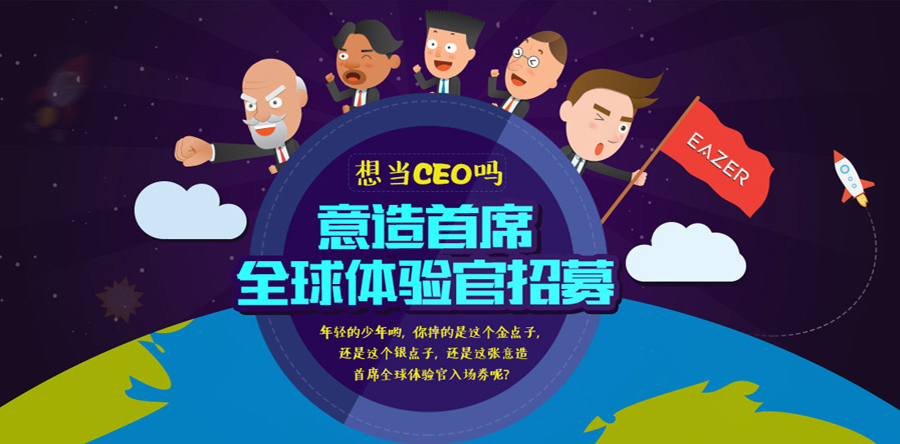 想当CEO吗
EAZER
意造首席
全球体验官招募
年轻的少年哟，你掉的是这个金点子，
还是这个银点子，还是这张意造
首席全球体验官入场券呢？